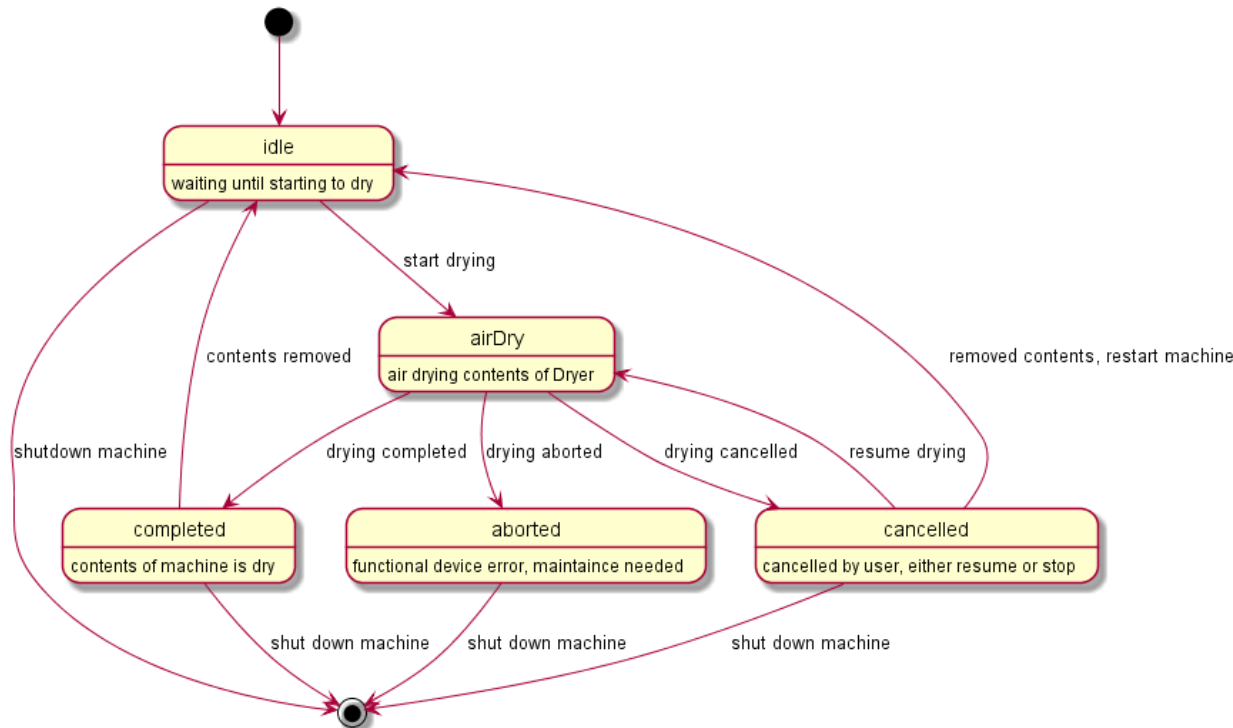 idle
waiting until starting to dry
start drying
airDry
air drying contents of Dryer
contents removed
removed contents, restart machine
shutdown machine
drying completed
drying aborted
drying cancelled
resume drying
completed
contents of machine is dry
aborted
functional device error, maintaince needed
cancelled
cancelled by user, either resume or stop
shut down machine
shut down machine
shut down machine